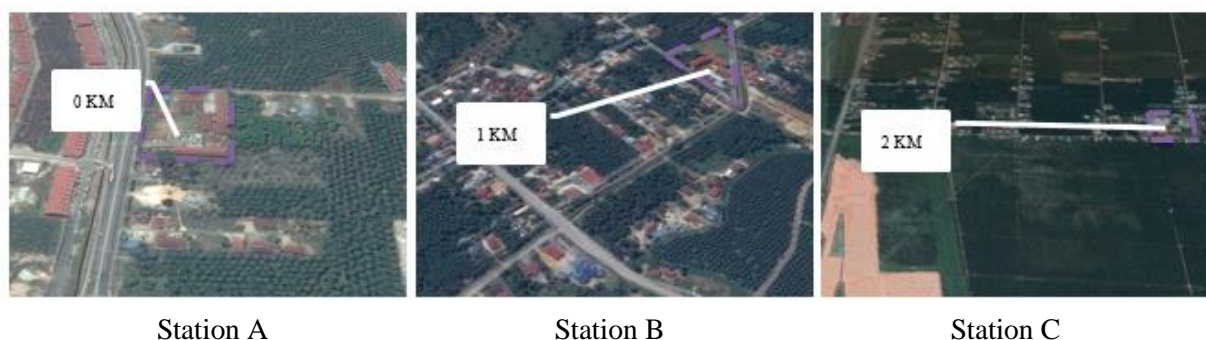 0 KM
1 KM
2 KM
Station A
Station B
Station C